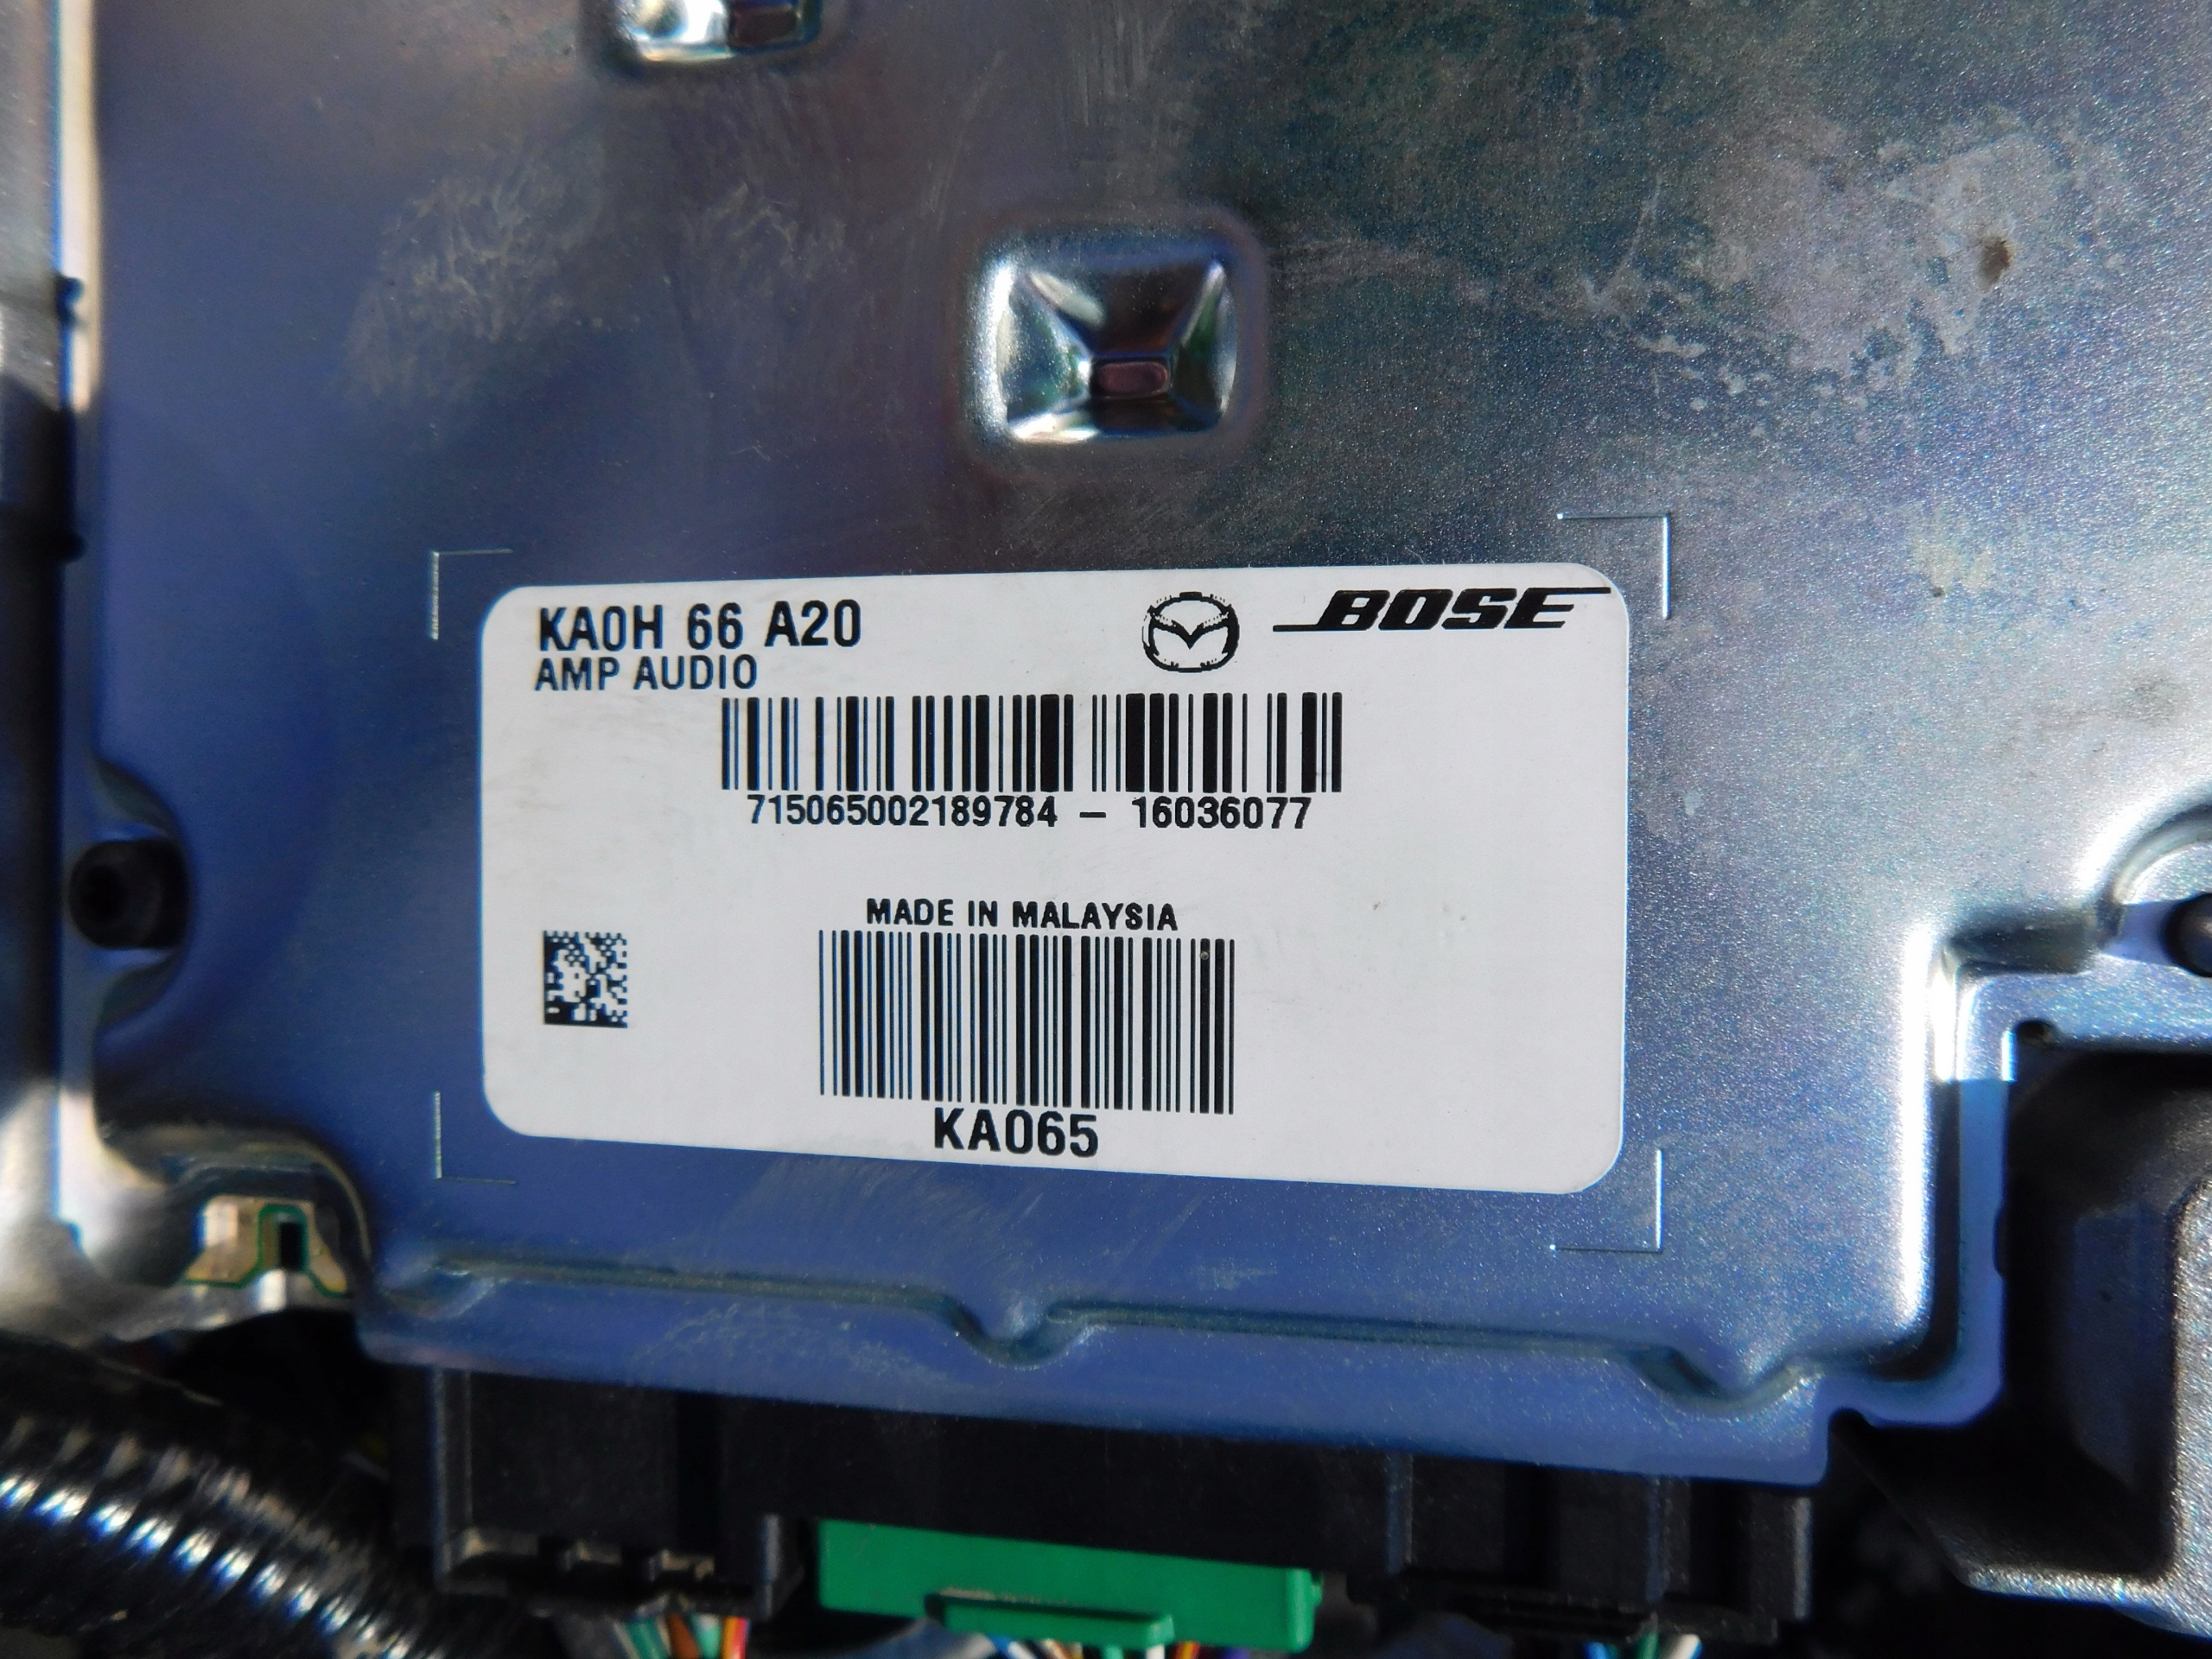 KA0H 66 A20
BOSE
AMP AUDIO
715065002189784 - 16036077
MADE IN MALAYSIA
KA065